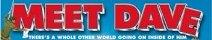 MEET DAVE
THERE'S A WHOLE OTHER WORLD GOING ON INSIDE OF HIM